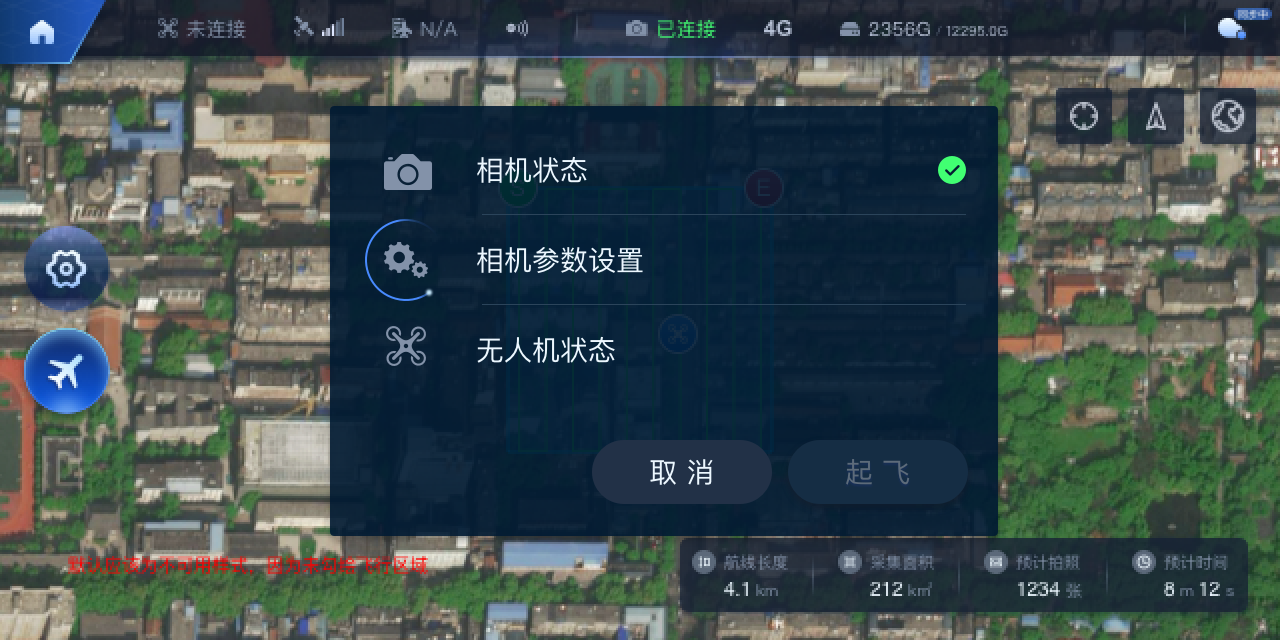 未连接
N/A
已连接
4G
2356G / 12295.0G
同步中
相机状态
E
S
相机参数设置
无人机状态
取消
起飞
默认应该为不可用样式，因为未勾绘飞行区域
航线长度
4.1 km
采集面积
212 km²
预计拍照
1234 张
预计时间
8 m 12 s